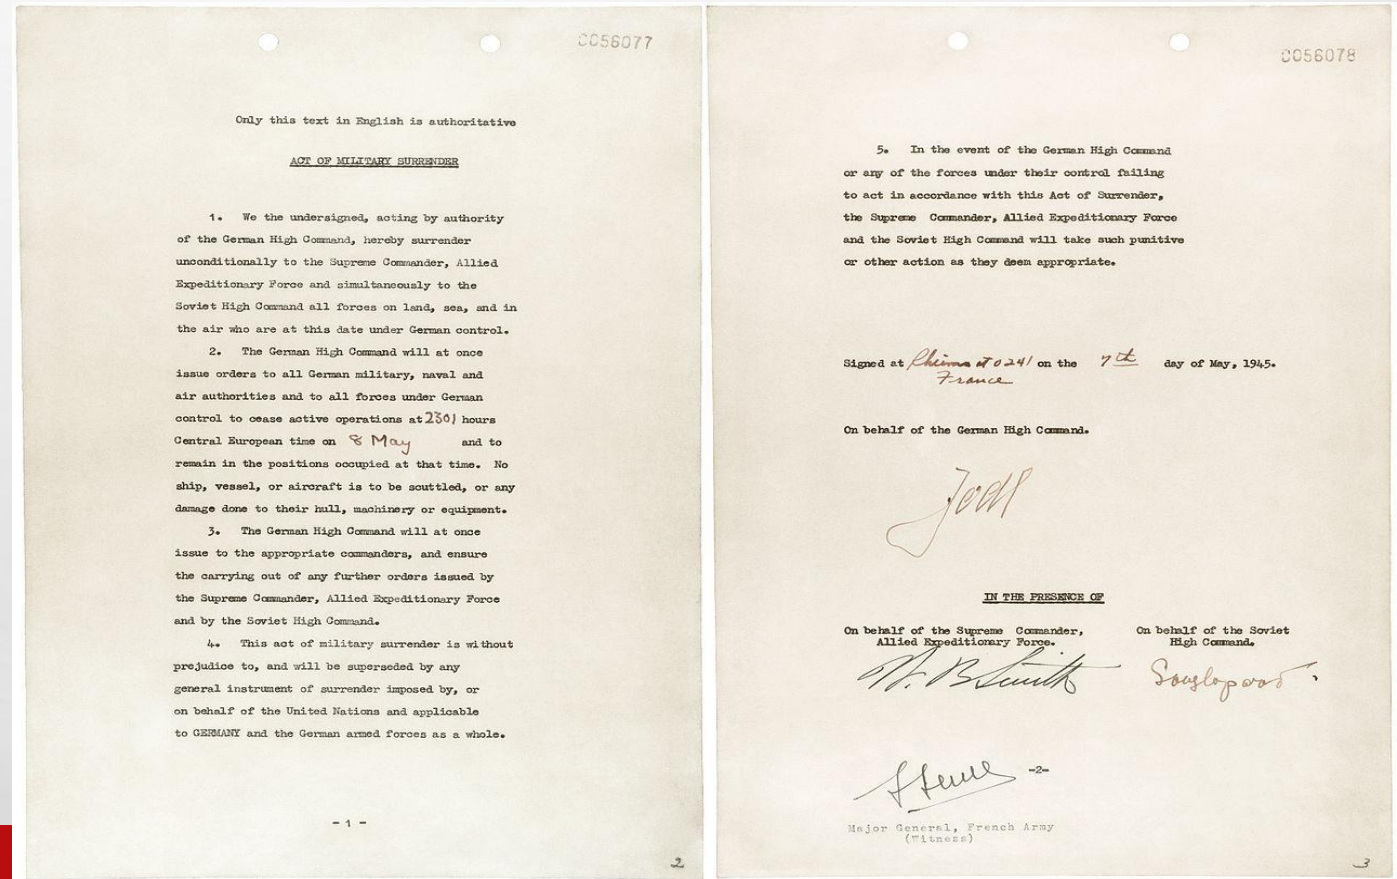 CC56077
Only this text in English is authoritative
ACT OF MILITARY SURRENDER
1. We the undersigned, acting by authority
of the German High Command, hereby surrender
unconditionally to the Supreme Commander, Allied
Expeditionary Force and simultaneously to the
Soviet High Command all forces on land, sea, and in
the air who are at this date under German control.
2. The German High Command will at once
issue orders to all German military, naval and
air authorities and to all forces under German
control to cease active operations at 2301 hours
Central European time on 8 May and to
remain in the positions occupied at that time. No
ship, vessel, or aircraft is to be scuttled, or any
damage done to their hull, machinery or equipment.
3. The German High Command will at once
issue to the appropriate commanders, and ensure
the carrying out of any further orders issued by
the Supreme Commander, Allied Expeditionary Force
and by the Soviet High Command.
4. This act of military surrender is without
prejudice to, and will be superseded by any
general instrument of surrender imposed by, or
on behalf of the United Nations and applicable
to GERMANY and the German armed forces as a whole.
- 1 -
2
CC56078
5. In the event of the German High Command
or any of the forces under their control failing
to act in accordance with this Act of Surrender,
the Supreme Commander, Allied Expeditionary Force
and the Soviet High Command will take such punitive
or other action as they deem appropriate.
Signed at Rheims at 0241 on the 7th day of May, 1945.
France
On behalf of the German High Command.
Jodl
IN THE PRESENCE OF
On behalf of the Supreme Commander,
Allied Expeditionary Force.
On behalf of the Soviet
High Command.
W. B. Smith
-2-
Major General, French Army
(Witness)
3